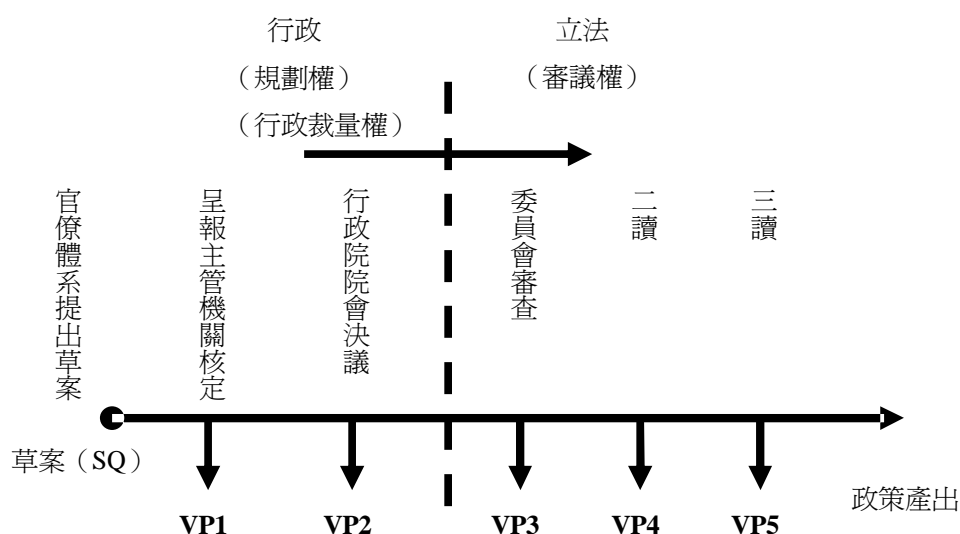 行政
（規劃權）
（行政裁量權）
立法
（審議權）
官僚體系提出草案
呈報主管機關核定
行政院院會決議
委員會審查
二讀
三讀
草案（SQ）
VP1
VP2
VP3
VP4
VP5
政策產出